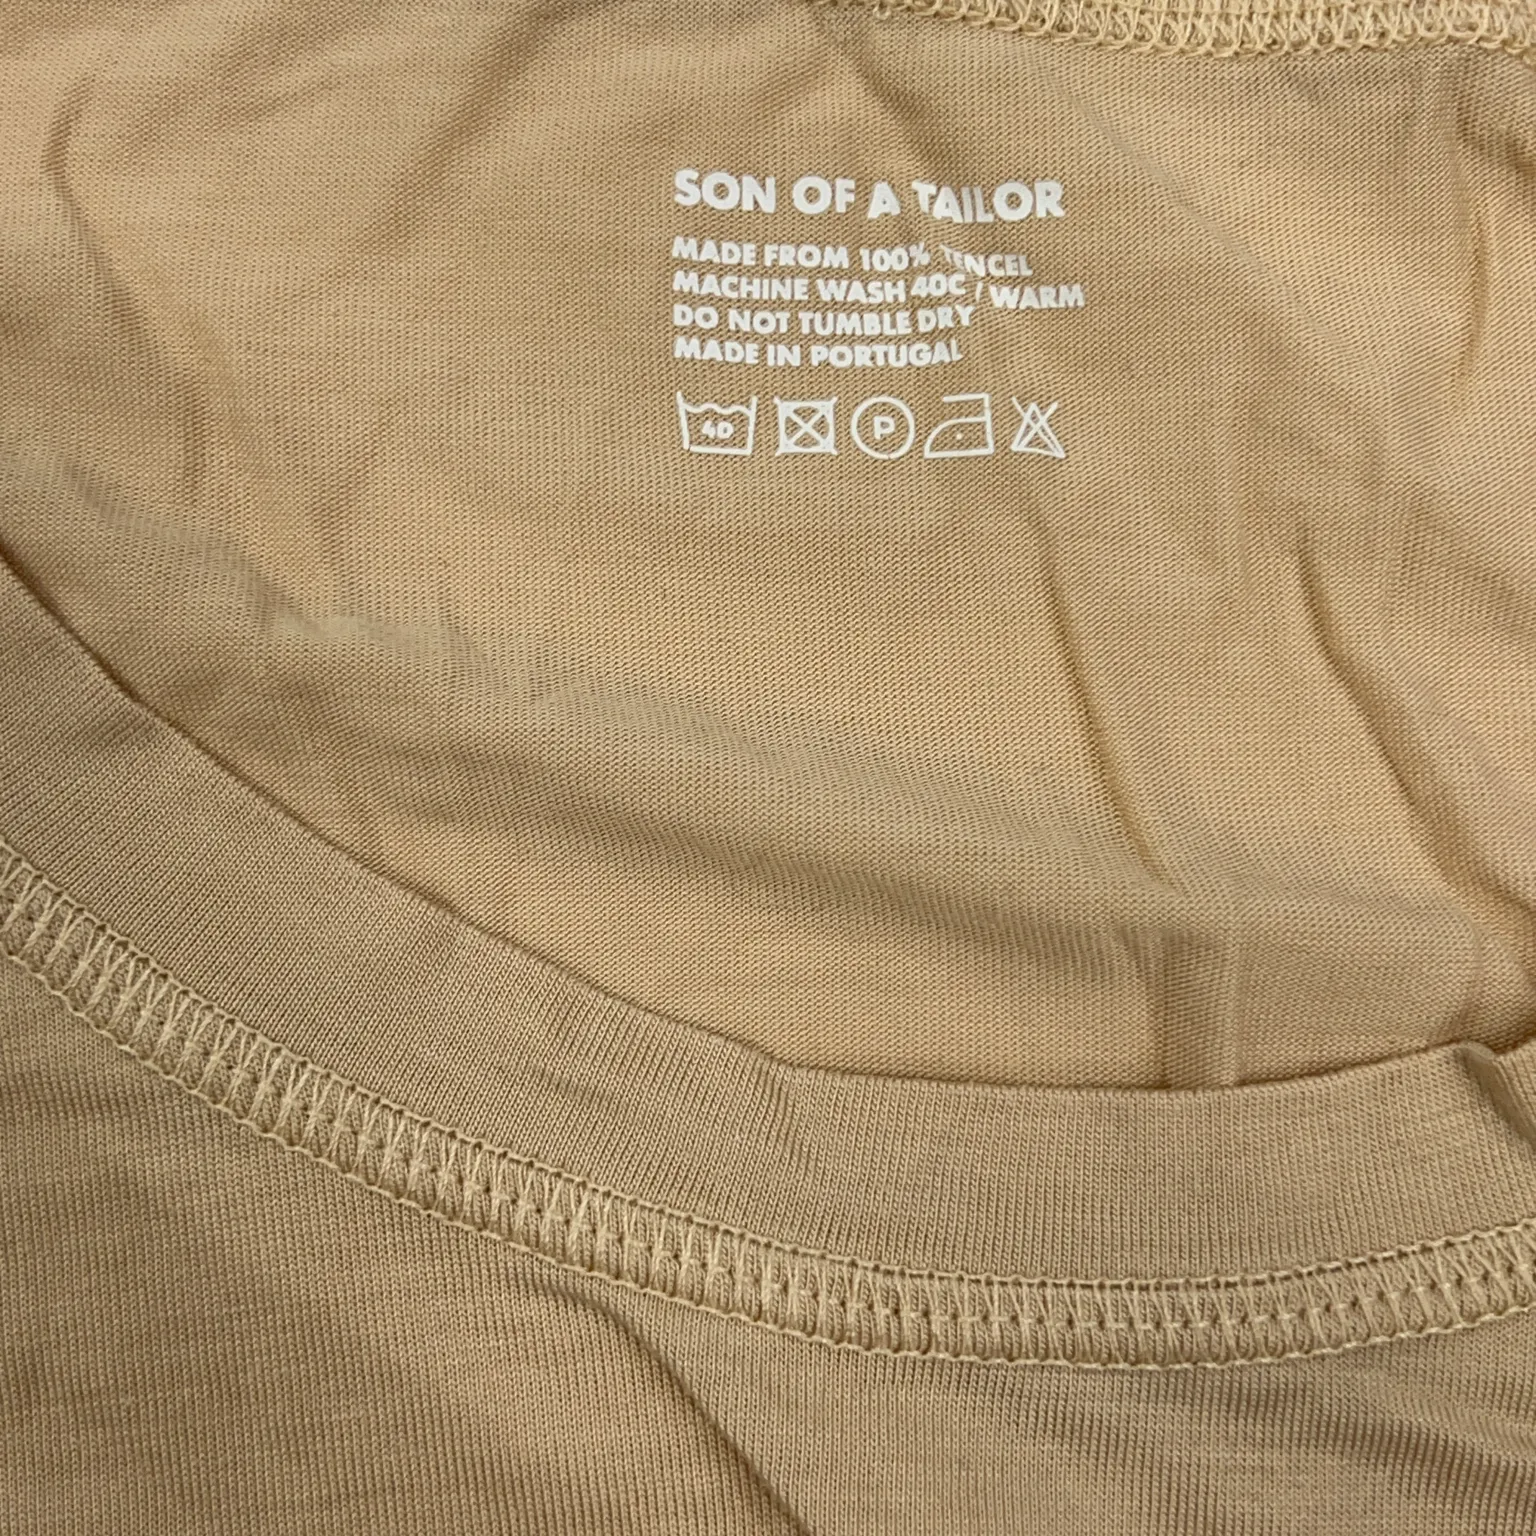 SON OF A TAILOR
MADE FROM 100% TENCEL
MACHINE WASH 40C / WARM
DO NOT TUMBLE DRY
MADE IN PORTUGAL
40 P